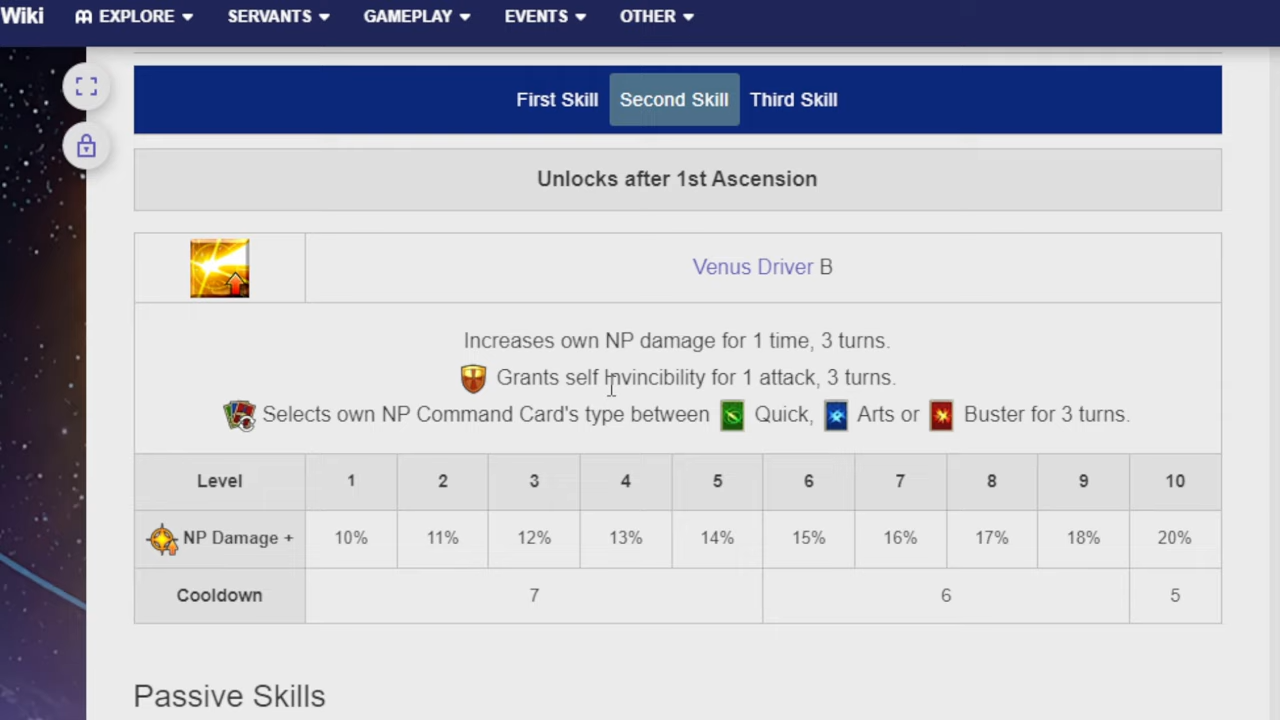 Wiki EXPLORE SERVANTS GAMEPLAY EVENTS OTHER
First Skill Second Skill Third Skill
Unlocks after 1st Ascension
Venus Driver B
Increases own NP damage for 1 time, 3 turns.
Grants self Invincibility for 1 attack, 3 turns.
Selects own NP Command Card's type between Quick, Arts or Buster for 3 turns.
Level 1 2 3 4 5 6 7 8 9 10
NP Damage + 10% 11% 12% 13% 14% 15% 16% 17% 18% 20%
Cooldown 7 6 5
Passive Skills